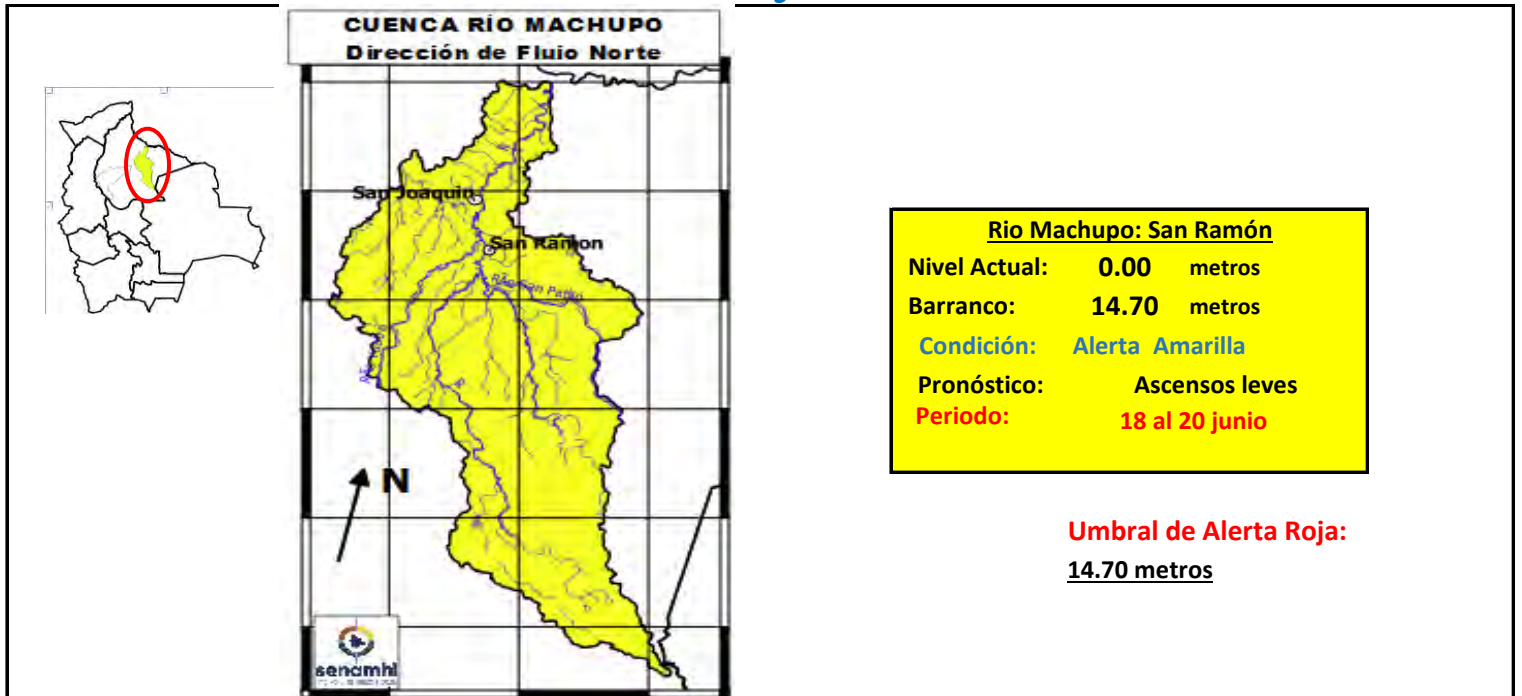 CUENCA RÍO MACHUPO
Dirección de Flujo Norte
San Joaquin
San Ramon
N
senamhi
Rio Machupo: San Ramón
Nivel Actual: 0.00 metros
Barranco: 14.70 metros
Condición: Alerta Amarilla
Pronóstico: Ascensos leves
Periodo: 18 al 20 junio
Umbral de Alerta Roja:
14.70 metros